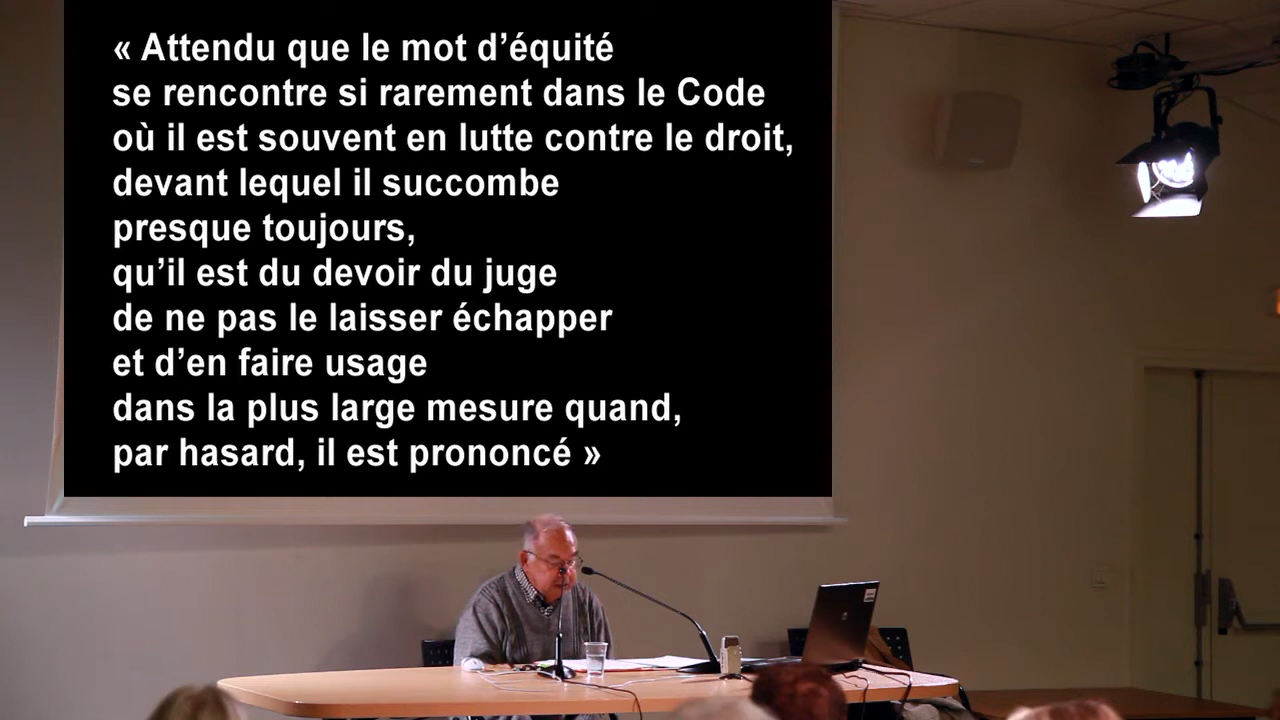 « Attendu que le mot d’équité
se rencontre si rarement dans le Code
où il est souvent en lutte contre le droit,
devant lequel il succombe
presque toujours,
qu’il est du devoir du juge
de ne pas le laisser échapper
et d’en faire usage
dans la plus large mesure quand,
par hasard, il est prononcé »